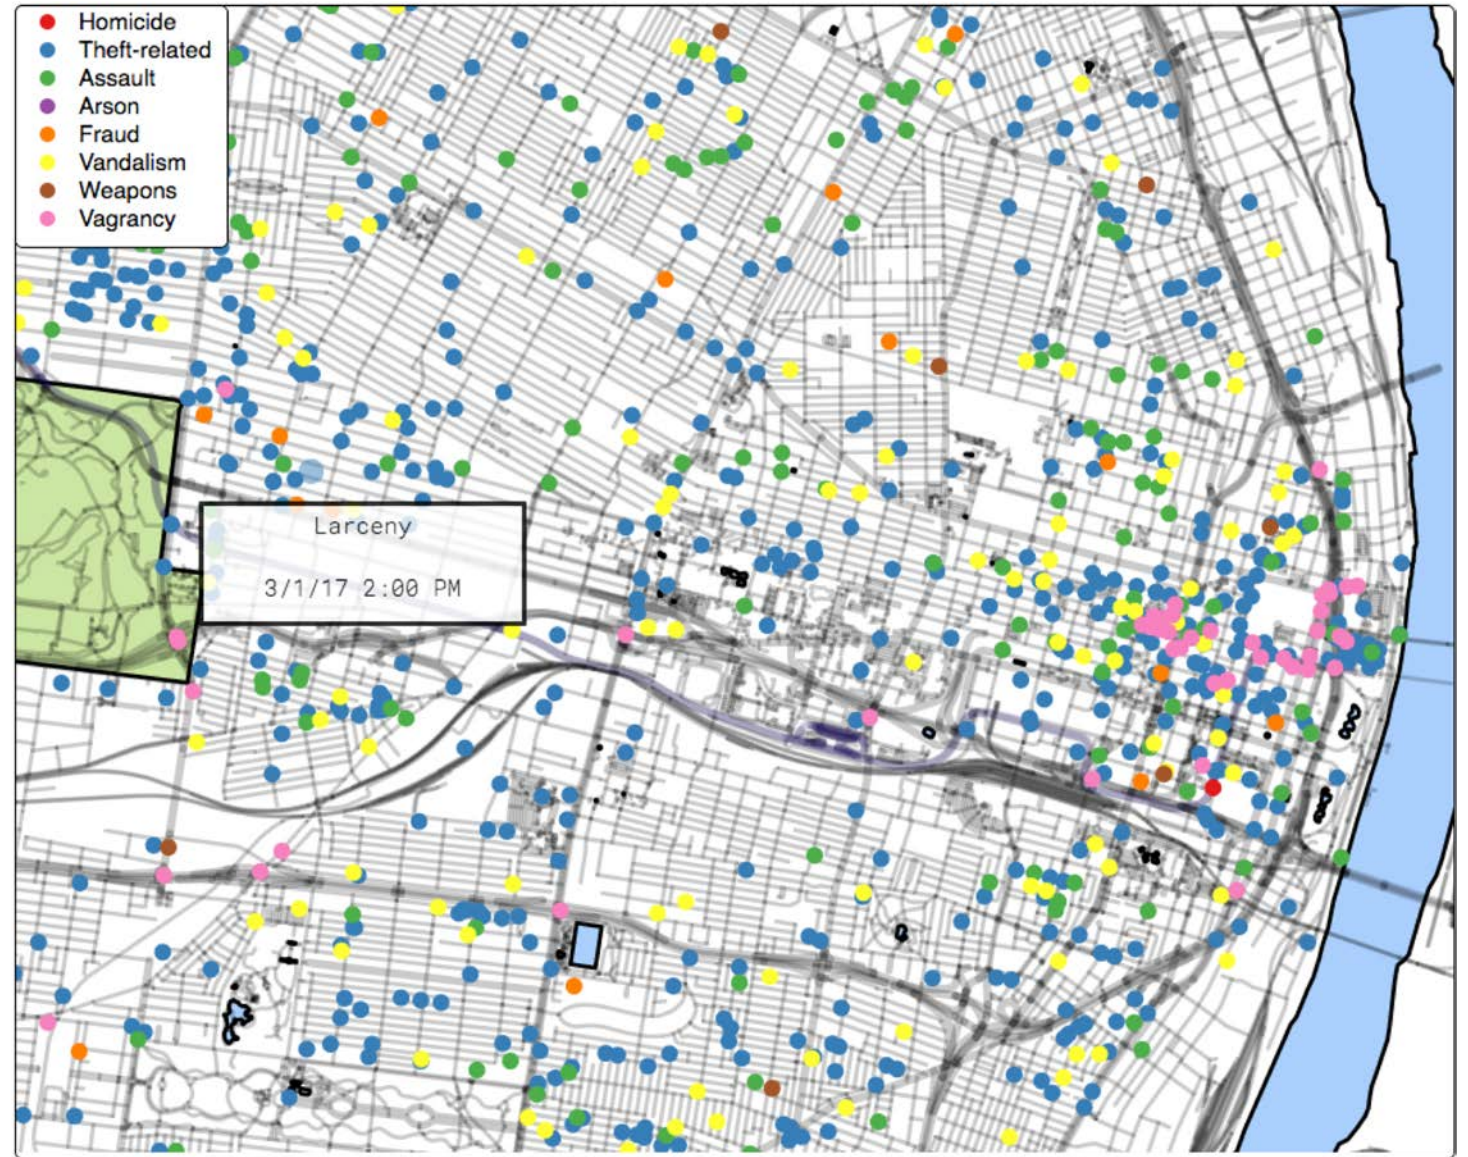 Homicide
Theft-related
Assault
Arson
Fraud
Vandalism
Weapons
Vagrancy
Larceny
3/1/17 2:00 PM